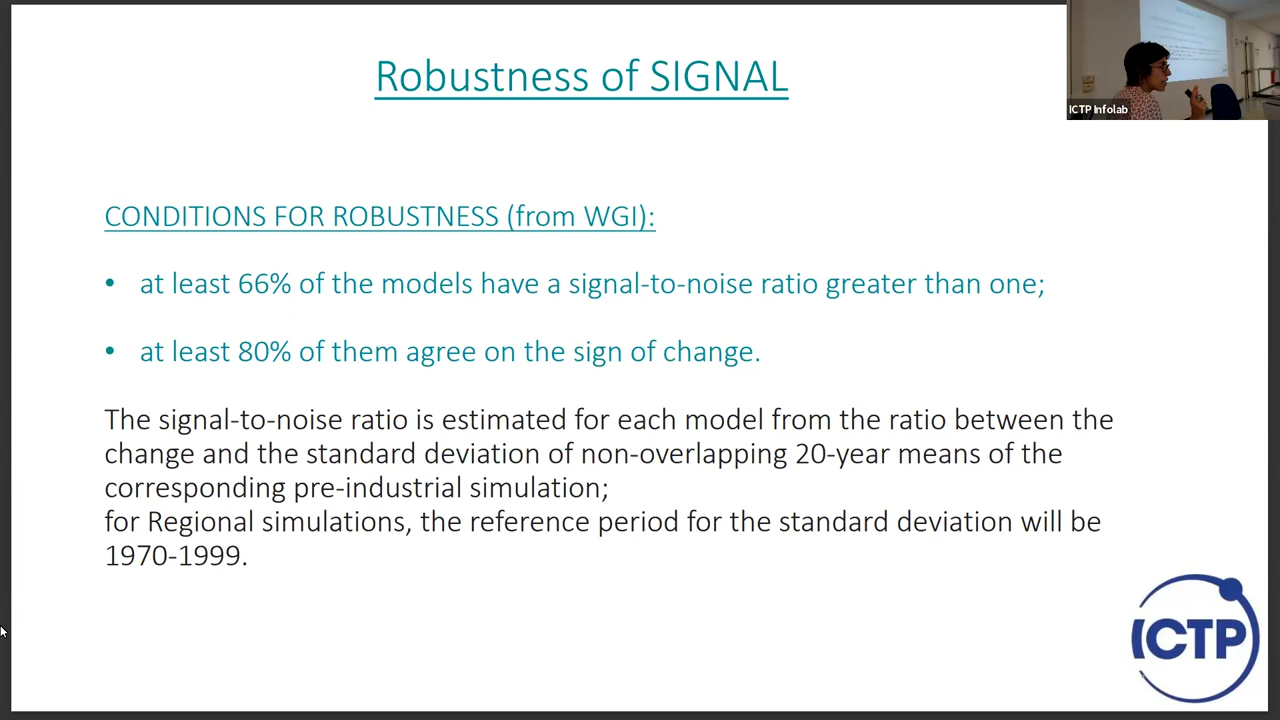 Robustness of SIGNAL
ICTP Infolab
CONDITIONS FOR ROBUSTNESS (from WGI):
• at least 66% of the models have a signal-to-noise ratio greater than one;
• at least 80% of them agree on the sign of change.
The signal-to-noise ratio is estimated for each model from the ratio between the
change and the standard deviation of non-overlapping 20-year means of the
corresponding pre-industrial simulation;
for Regional simulations, the reference period for the standard deviation will be
1970-1999.
ICTP